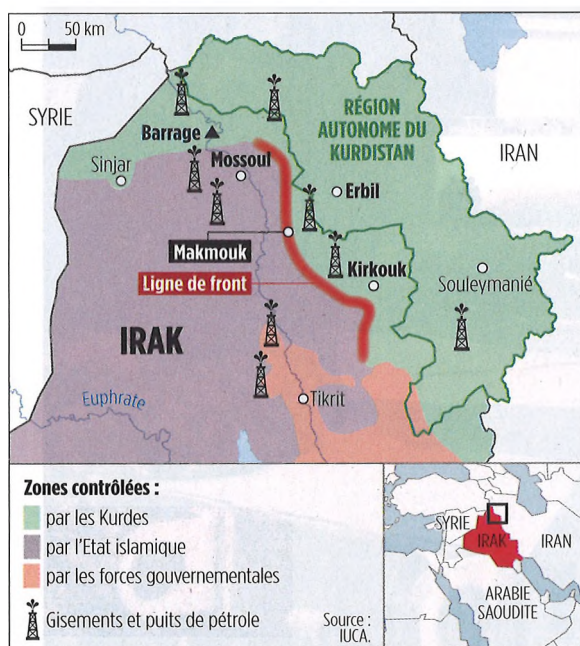 0 50 km
SYRIE
RÉGION
AUTONOME DU
KURDISTAN
IRAN
Barrage
Sinjar
Mossoul
Erbil
Makmouk
Kirkouk
Ligne de front
Souleymanié
IRAK
Euphrate
Tikrit
Zones contrôlées :
par les Kurdes
par l'Etat islamique
par les forces gouvernementales
Gisements et puits de pétrole
Source :
IUCA.
SYRIE
IRAK
IRAN
ARABIE
SAOUDITE